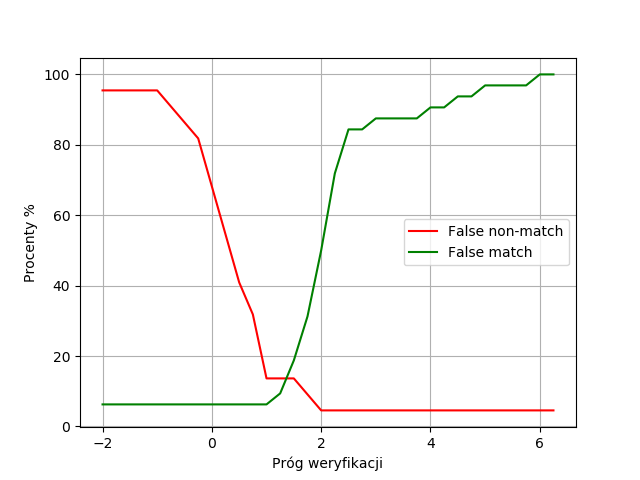 100
80
60
40
20
0
Procenty %
False non-match
False match
−2
0
2
4
6
Próg weryfikacji